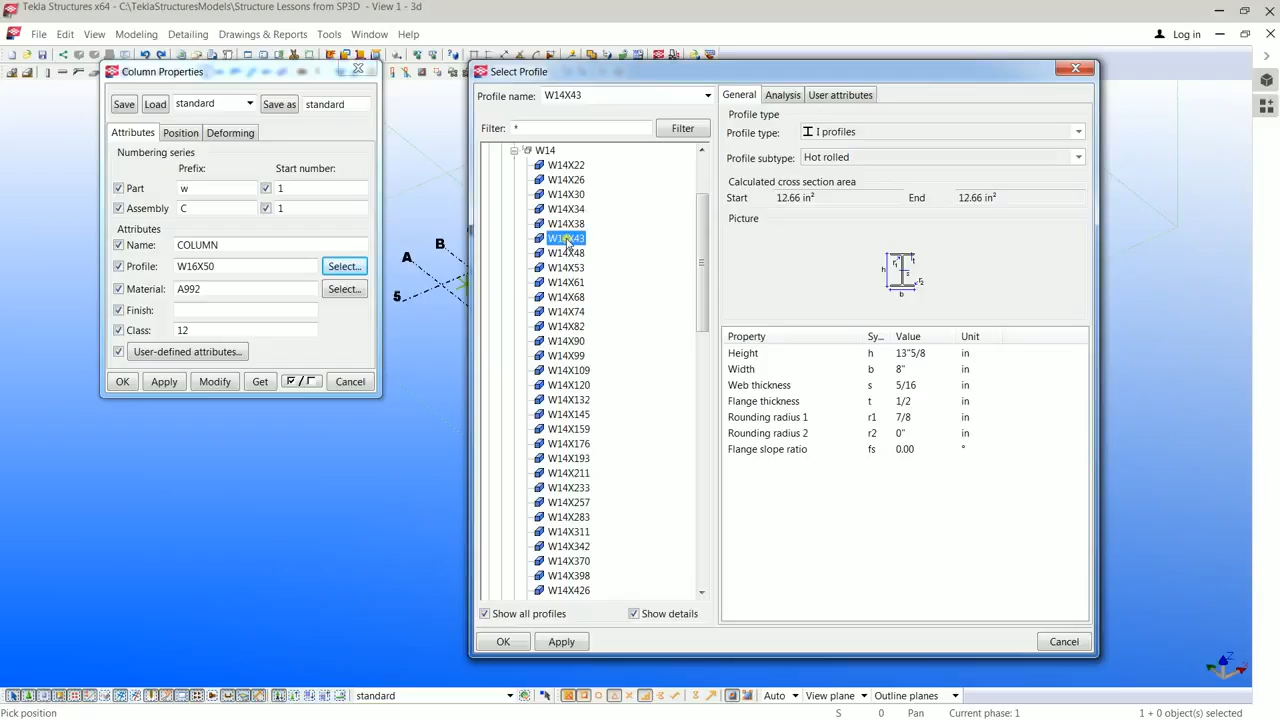 Tekla Structures x64 - C:\TeklaStructuresModels\Structure Lessons from SP3D - View 1 - 3d
File Edit View Modeling Detailing Drawings & Reports Tools Window Help Log in
Column Properties
Save Load standard Save as standard
Attributes Position Deforming
Numbering series
Prefix: Start number:
Part w 1
Assembly C 1
Attributes
Name: COLUMN
Profile: W16X50 Select...
Material: A992 Select...
Finish:
Class: 12
User-defined attributes...
OK Apply Modify Get Cancel
B
A
5
Select Profile
Profile name: W14X43
Filter: * Filter
W14
W14X22
W14X26
W14X30
W14X34
W14X38
W14X43
W14X48
W14X53
W14X61
W14X68
W14X74
W14X82
W14X90
W14X99
W14X109
W14X120
W14X132
W14X145
W14X159
W14X176
W14X193
W14X211
W14X233
W14X257
W14X283
W14X311
W14X342
W14X370
W14X398
W14X426
Show all profiles Show details
OK Apply Cancel
General Analysis User attributes
Profile type
Profile type: I profiles
Profile subtype: Hot rolled
Calculated cross section area
Start 12.66 in² End 12.66 in²
Picture
h r1 t s r2 b
Property Sy... Value Unit
Height h 13"5/8 in
Width b 8" in
Web thickness s 5/16 in
Flange thickness t 1/2 in
Rounding radius 1 r1 7/8 in
Rounding radius 2 r2 0" in
Flange slope ratio fs 0.00 °
standard Auto View plane Outline planes
Pick position S 0 Pan Current phase: 1 1 + 0 object(s) selected